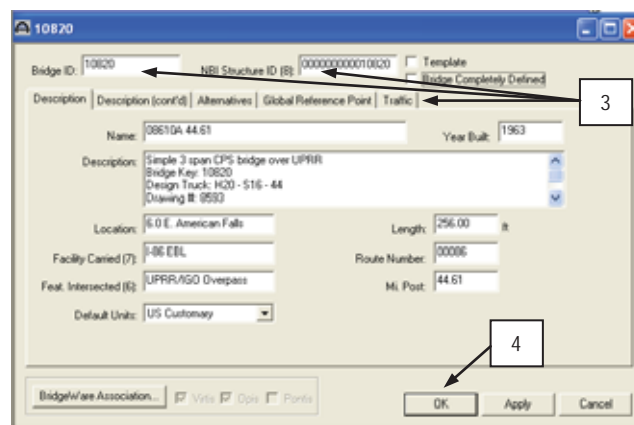 10820
Bridge ID: 10820 NBI Structure ID (8): 000000000010820 Template
Bridge Completely Defined
3
Description Description (cont'd) Alternatives Global Reference Point Traffic
Name: 08610A 44.61 Year Built: 1963
Description: Simple 3 span CPS bridge over UPRR
Bridge Key: 10820
Design Truck: H20 - S16 - 44
Drawing #: 8593
Location: 6.0 E. American Falls Length: 256.00 ft
Facility Carried (7): I-86 EBL Route Number: 00086
Feat. Intersected (6): UPRR/IGO Overpass Mi. Post: 44.61
Default Units: US Customary
4
BridgeWare Association... Virtis Opis Pontis OK Apply Cancel